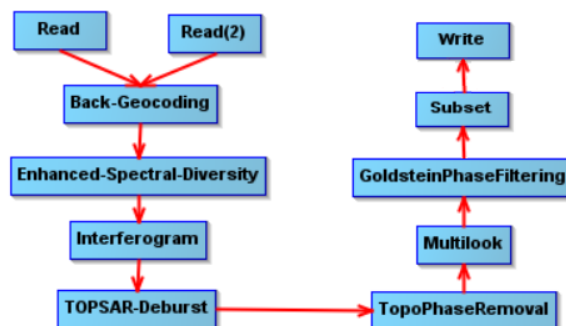 Read
Read(2)
Back-Geocoding
Enhanced-Spectral-Diversity
Interferogram
TOPSAR-Deburst
TopoPhaseRemoval
Multilook
GoldsteinPhaseFiltering
Subset
Write